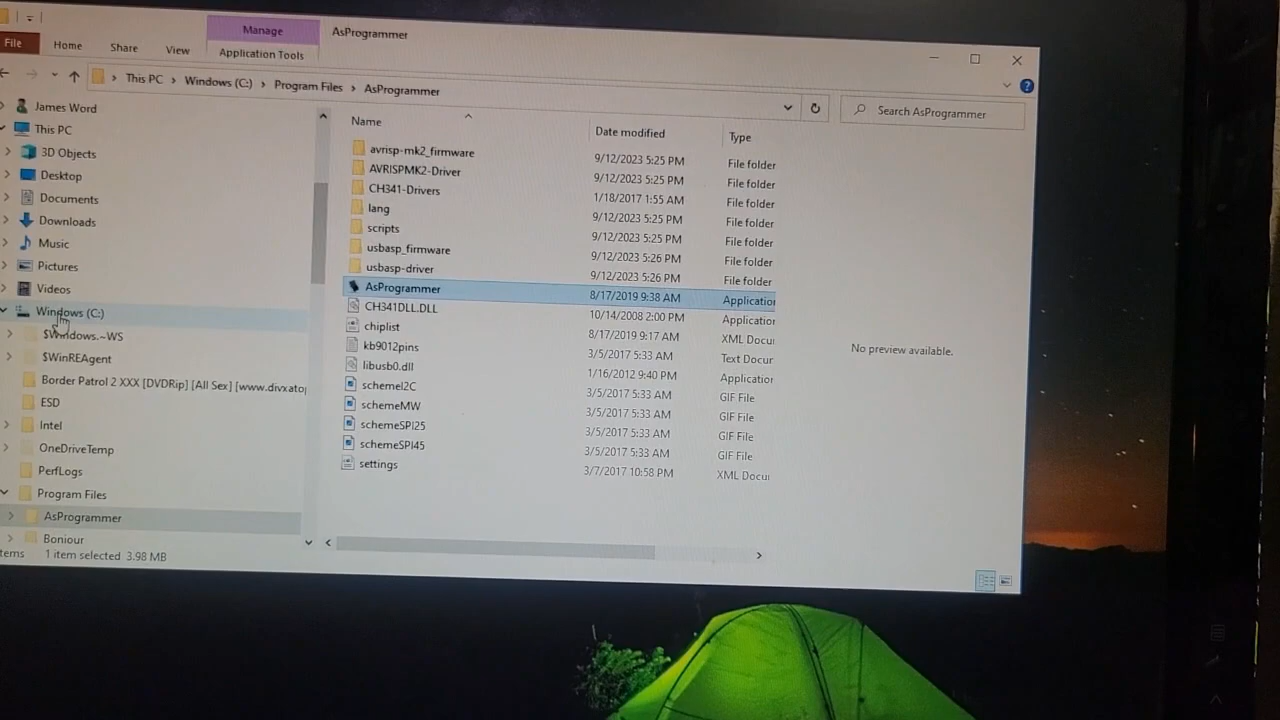 Manage
AsProgrammer
File
Home
Share
View
Application Tools
This PC > Windows (C:) > Program Files > AsProgrammer
Search AsProgrammer
James Word
This PC
3D Objects
Desktop
Documents
Downloads
Music
Pictures
Videos
Windows (C:)
$Windows.~WS
$WinREAgent
Border Patrol 2 XXX [DVDRip] [All Sex] [www.divxato
ESD
Intel
OneDriveTemp
PerfLogs
Program Files
AsProgrammer
Bonjour
Name Date modified Type
avrisp-mk2_firmware 9/12/2023 5:25 PM File folder
AVRISPMK2-Driver 9/12/2023 5:25 PM File folder
CH341-Drivers 1/18/2017 1:55 AM File folder
lang 9/12/2023 5:25 PM File folder
scripts 9/12/2023 5:25 PM File folder
usbasp_firmware 9/12/2023 5:26 PM File folder
usbasp-driver 9/12/2023 5:26 PM File folder
AsProgrammer 8/17/2019 9:38 AM Application
CH341DLL.DLL 10/14/2008 2:00 PM Application
chiplist 8/17/2019 9:17 AM XML Docu
kb9012pins 3/5/2017 5:33 AM Text Docur
libusb0.dll 1/16/2012 9:40 PM Application
schemeI2C 3/5/2017 5:33 AM GIF File
schemeMW 3/5/2017 5:33 AM GIF File
schemeSPI25 3/5/2017 5:33 AM GIF File
schemeSPI45 3/5/2017 5:33 AM GIF File
settings 3/7/2017 10:58 PM XML Docu
No preview available.
tems 1 item selected 3.98 MB